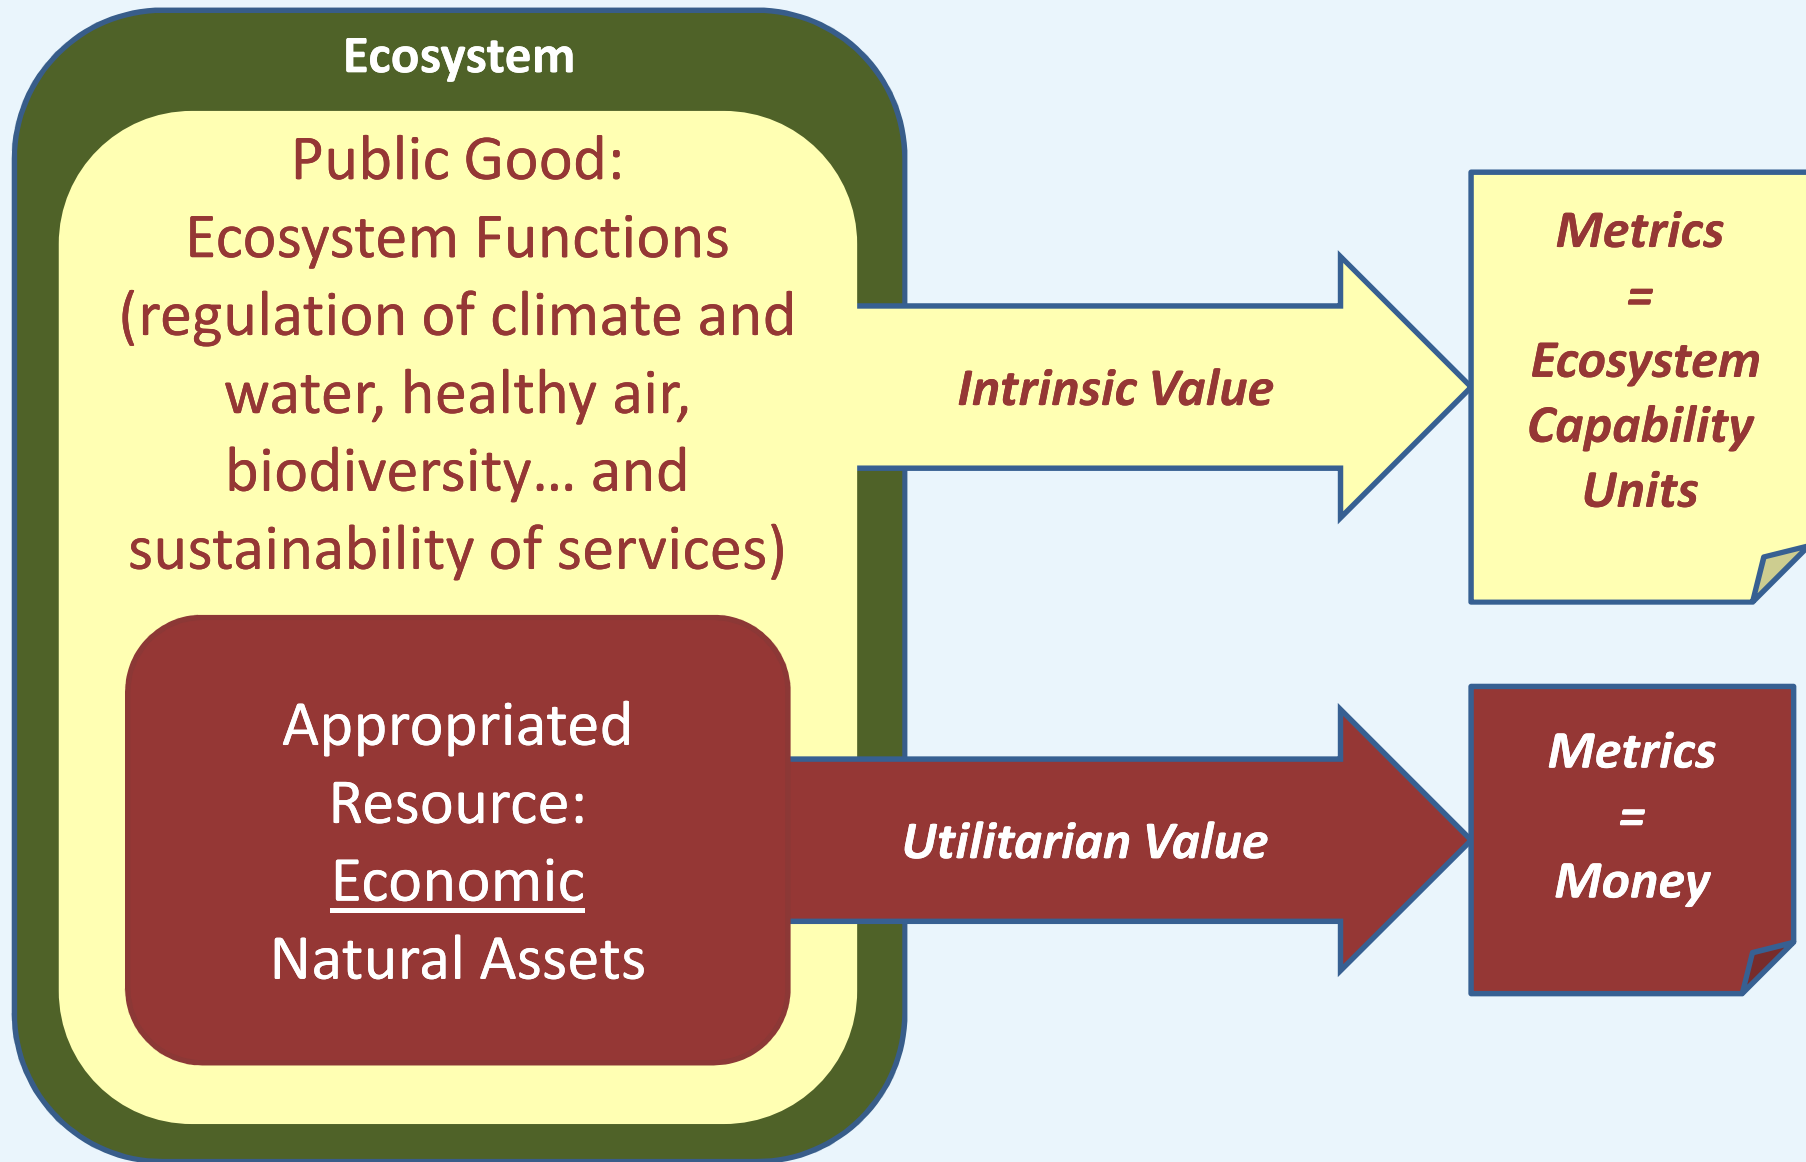 Ecosystem
Public Good:
Ecosystem Functions
(regulation of climate and
water, healthy air,
biodiversity… and
sustainability of services)
Appropriated
Resource:
Economic
Natural Assets
Intrinsic Value
Metrics
=
Ecosystem
Capability
Units
Utilitarian Value
Metrics
=
Money